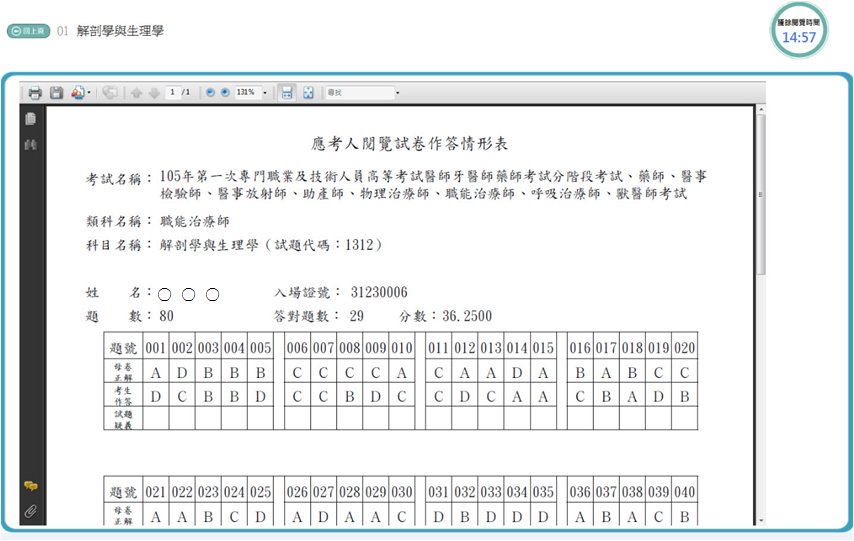 回上頁 01 解剖學與生理學
賸餘閱覽時間
14:57
1 / 1 131% 尋找
應考人閱覽試卷作答情形表
考試名稱：105年第一次專門職業及技術人員高等考試醫師牙醫師藥師考試分階段考試、藥師、醫事
檢驗師、醫事放射師、助產師、物理治療師、職能治療師、呼吸治療師、獸醫師考試
類科名稱：職能治療師
科目名稱：解剖學與生理學（試題代碼：1312）
姓 名：○ ○ ○ 入場證號： 31230006
題 數：80 答對題數： 29 分數：36.2500
題號 001 002 003 004 005 006 007 008 009 010 011 012 013 014 015 016 017 018 019 020
母卷正解 A D B B B C C C C A C A A D A B A B C C
考生作答 D C B B D C C B D C C D C A A C B A D B
試題疑義
題號 021 022 023 024 025 026 027 028 029 030 031 032 033 034 035 036 037 038 039 040
母卷正解 A A B C D A D A A C D B D D D A B A C B